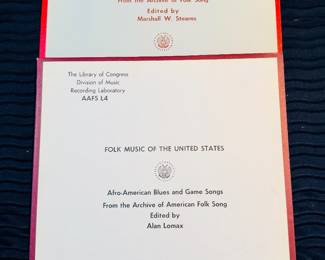 From the Archive of Folk Song
Edited by
Marshall W. Stearns
The Library of Congress
Division of Music
Recording Laboratory
AAFS L4
FOLK MUSIC OF THE UNITED STATES
Afro-American Blues and Game Songs
From the Archive of American Folk Song
Edited by
Alan Lomax